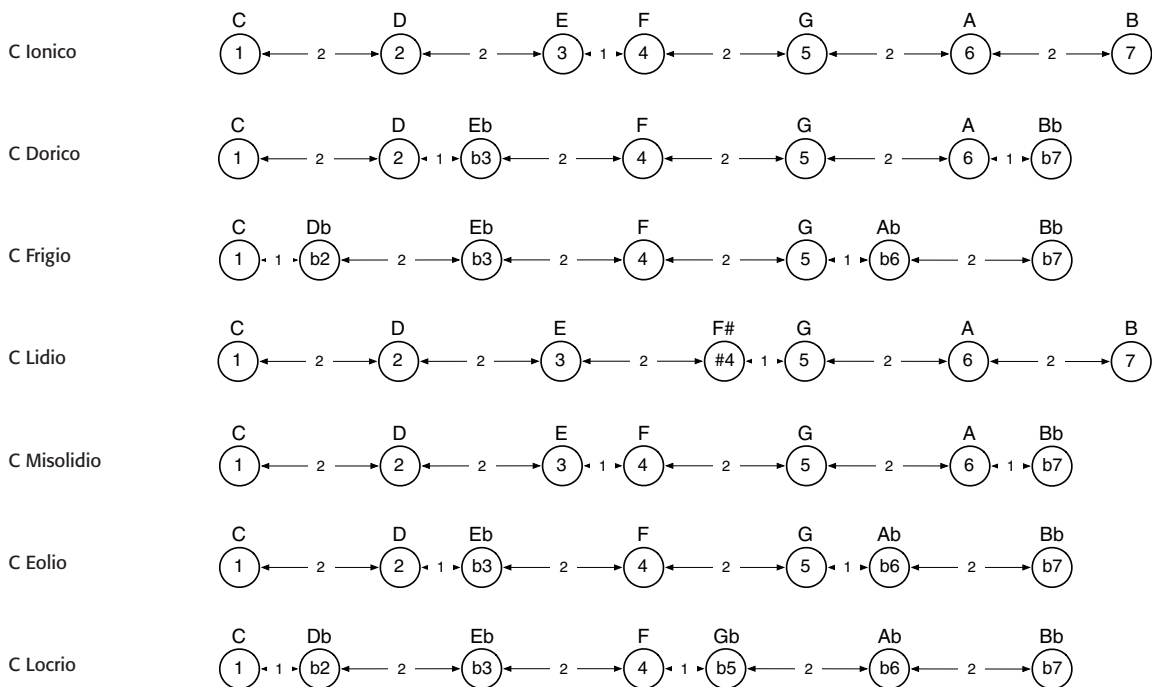 C D E F G A B
C Ionico 1 2 2 2 3 1 4 2 5 2 6 2 7
C D Eb F G A Bb
C Dorico 1 2 2 1 b3 2 4 2 5 2 6 1 b7
C Db Eb F G Ab Bb
C Frigio 1 1 b2 2 b3 2 4 2 5 1 b6 2 b7
C D E F# G A B
C Lidio 1 2 2 2 3 2 #4 1 5 2 6 2 7
C D E F G A Bb
C Misolidio 1 2 2 2 3 1 4 2 5 2 6 1 b7
C D Eb F G Ab Bb
C Eolio 1 2 2 1 b3 2 4 2 5 1 b6 2 b7
C Db Eb F Gb Ab Bb
C Locrio 1 1 b2 2 b3 2 4 1 b5 2 b6 2 b7